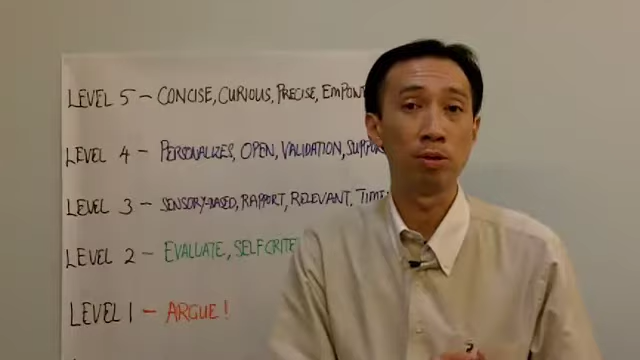 LEVEL 5 - CONCISE, CURIOUS, PRECISE,
LEVEL 4 - PERSONALIZES, OPEN, VALIDATION,
LEVEL 3 - SENSORY-BASED, RAPPORT, RELEVANT,
LEVEL 2 - EVALUATE,
LEVEL 1 - ARGUE!